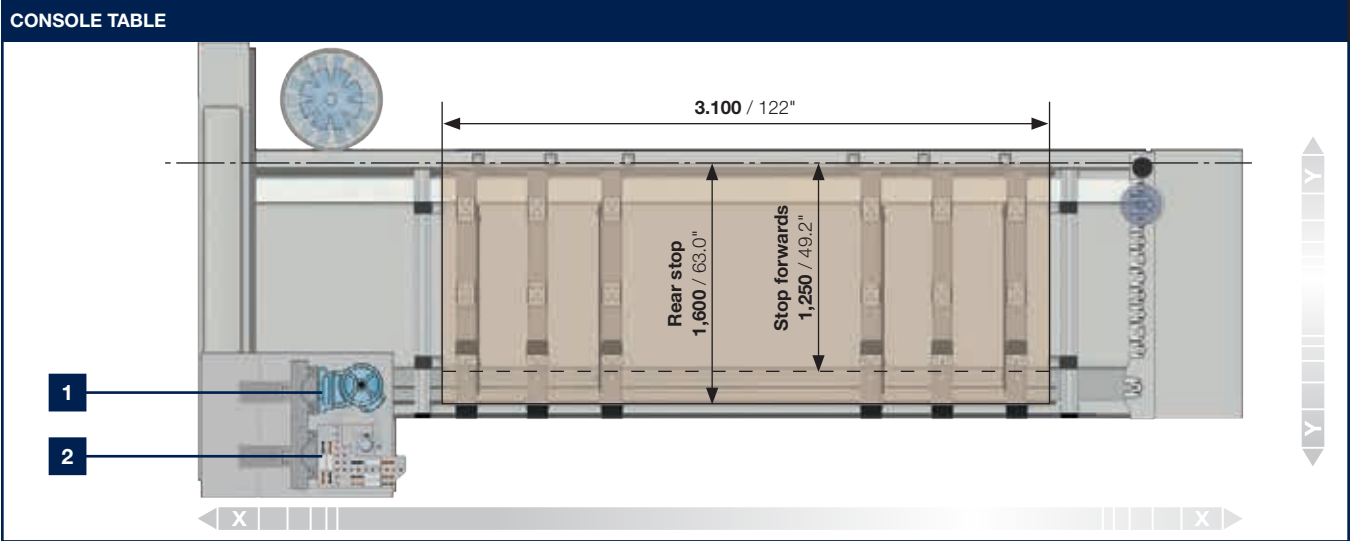 CONSOLE TABLE
3.100 / 122"
Rear stop
1,600 / 63.0"
Stop forwards
1,250 / 49.2"
Y
Y
1
2
X
X